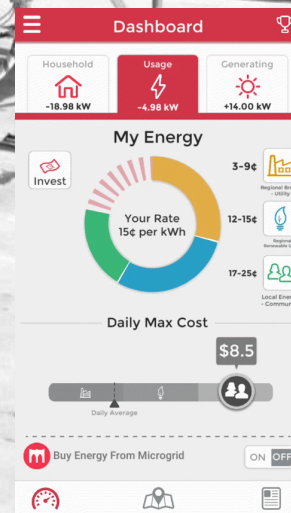 Dashboard
Household
Usage
Generating
-18.98 kW
-4.98 kW
+14.00 kW
My Energy
Invest
Your Rate
15¢ per kWh
3-9¢
- Utility
12-15¢
Regional
17-25¢
Daily Max Cost
$8.5
Daily Average
Buy Energy From Microgrid
ON OFF